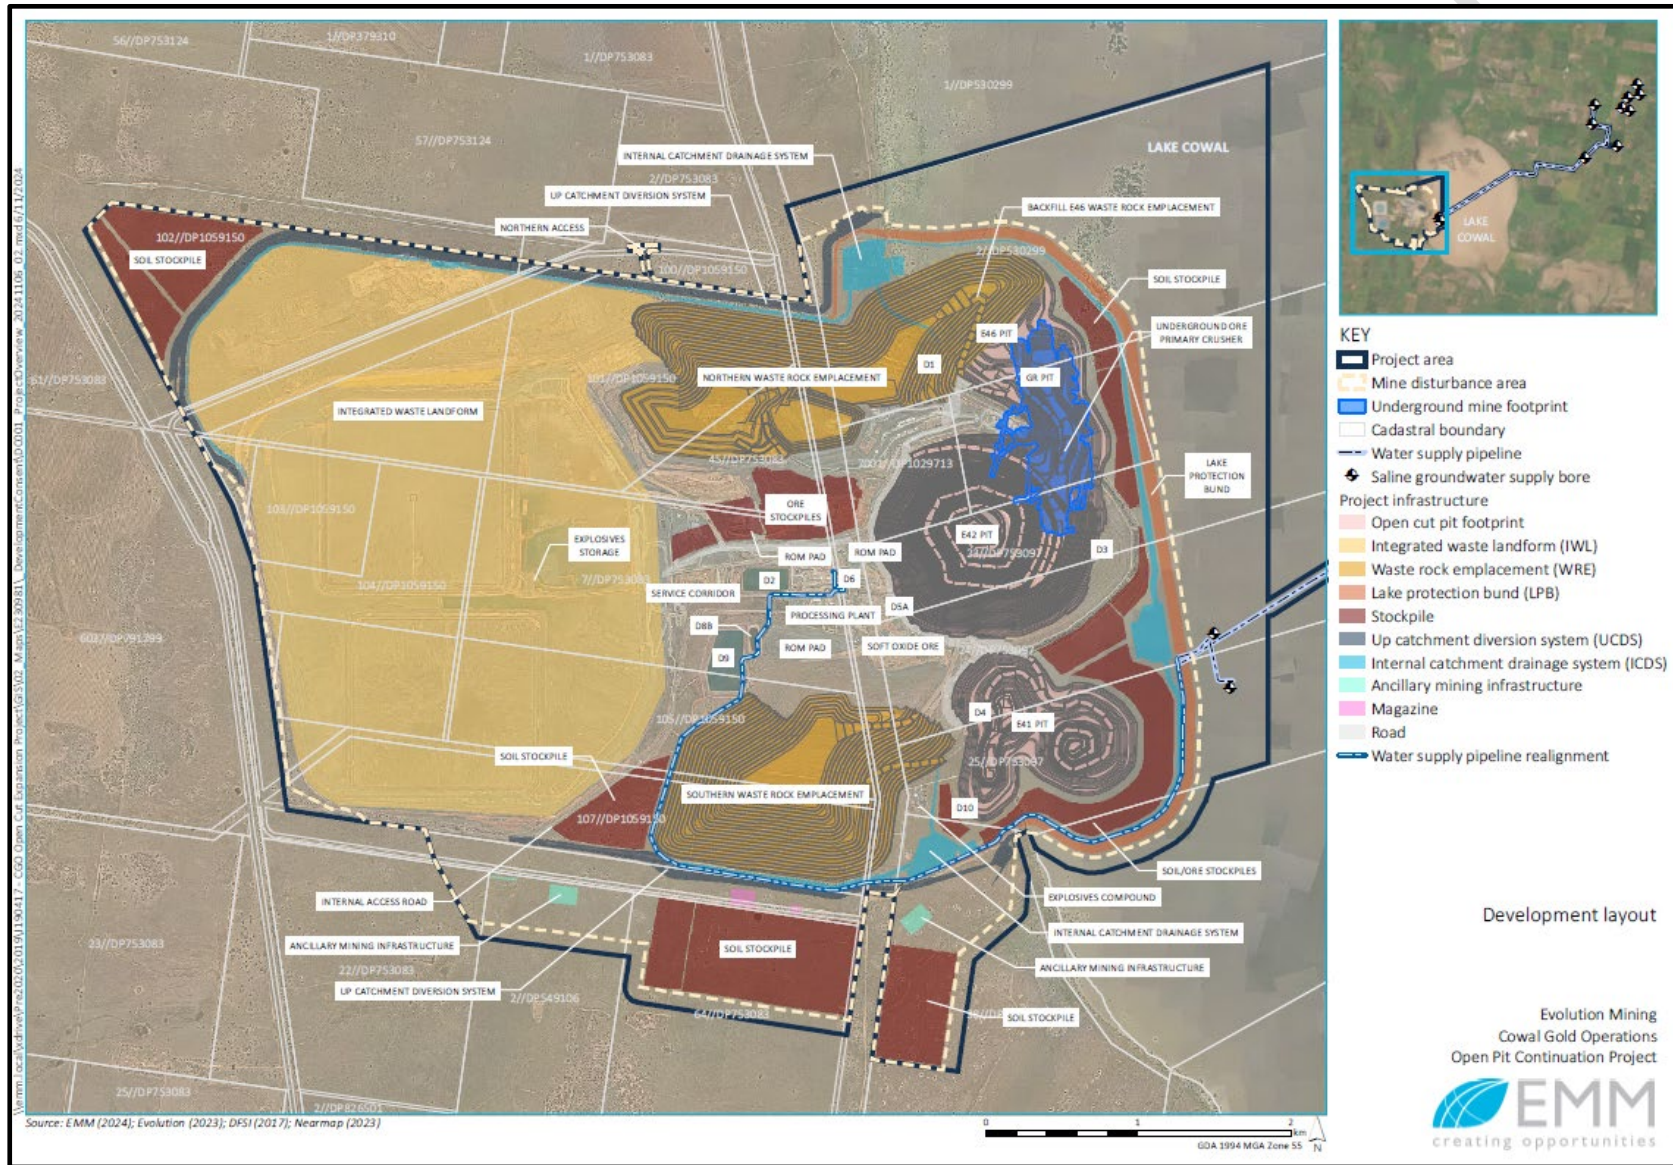 56//DP753124
1//DP379310
1//DP753083
1//DP530299
57//DP753124
INTERNAL CATCHMENT DRAINAGE SYSTEM
LAKE COWAL
2//DP753083
UP CATCHMENT DIVERSION SYSTEM
BACKFILL E46 WASTE ROCK EMPLACEMENT
NORTHERN ACCESS
102//DP1059150
SOIL STOCKPILE
2//DP530299
100//DP1059150
SOIL STOCKPILE
E46 PIT
UNDERGROUND ORE
PRIMARY CRUSHER
D1
61//DP753083
101//DP1059150
NORTHERN WASTE ROCK EMPLACEMENT
GR PIT
INTEGRATED WASTE LANDFORM
45//DP753083
7001//DP1029713
LAKE
PROTECTION
BUND
103//DP1059150
ORE
STOCKPILES
E42 PIT
EXPLOSIVES
STORAGE
ROM PAD
ROM PAD
D3
24//DP753097
104//DP1059150
7//DP753083
D2
D6
SERVICE CORRIDOR
D5A
PROCESSING PLANT
D8B
602//DP791399
ROM PAD
SOFT OXIDE ORE
D9
D4
E41 PIT
105//DP1059150
SOIL STOCKPILE
25//DP753097
SOUTHERN WASTE ROCK EMPLACEMENT
D10
107//DP1059150
SOIL/ORE STOCKPILES
INTERNAL ACCESS ROAD
EXPLOSIVES COMPOUND
23//DP753083
ANCILLARY MINING INFRASTRUCTURE
SOIL STOCKPILE
INTERNAL CATCHMENT DRAINAGE SYSTEM
22//DP753083
ANCILLARY MINING INFRASTRUCTURE
UP CATCHMENT DIVERSION SYSTEM
2//DP549106
64//DP753083
SOIL STOCKPILE
25//DP753083
2//DP826501
Source: EMM (2024); Evolution (2023); DFSI (2017); Nearmap (2023)
0 1 2
km
GDA 1994 MGA Zone 55
N
LAKE
COWAL
KEY
Project area
Mine disturbance area
Underground mine footprint
Cadastral boundary
Water supply pipeline
Saline groundwater supply bore
Project infrastructure
Open cut pit footprint
Integrated waste landform (IWL)
Waste rock emplacement (WRE)
Lake protection bund (LPB)
Stockpile
Up catchment diversion system (UCDS)
Internal catchment drainage system (ICDS)
Ancillary mining infrastructure
Magazine
Road
Water supply pipeline realignment
Development layout
Evolution Mining
Cowal Gold Operations
Open Pit Continuation Project
EMM
creating opportunities